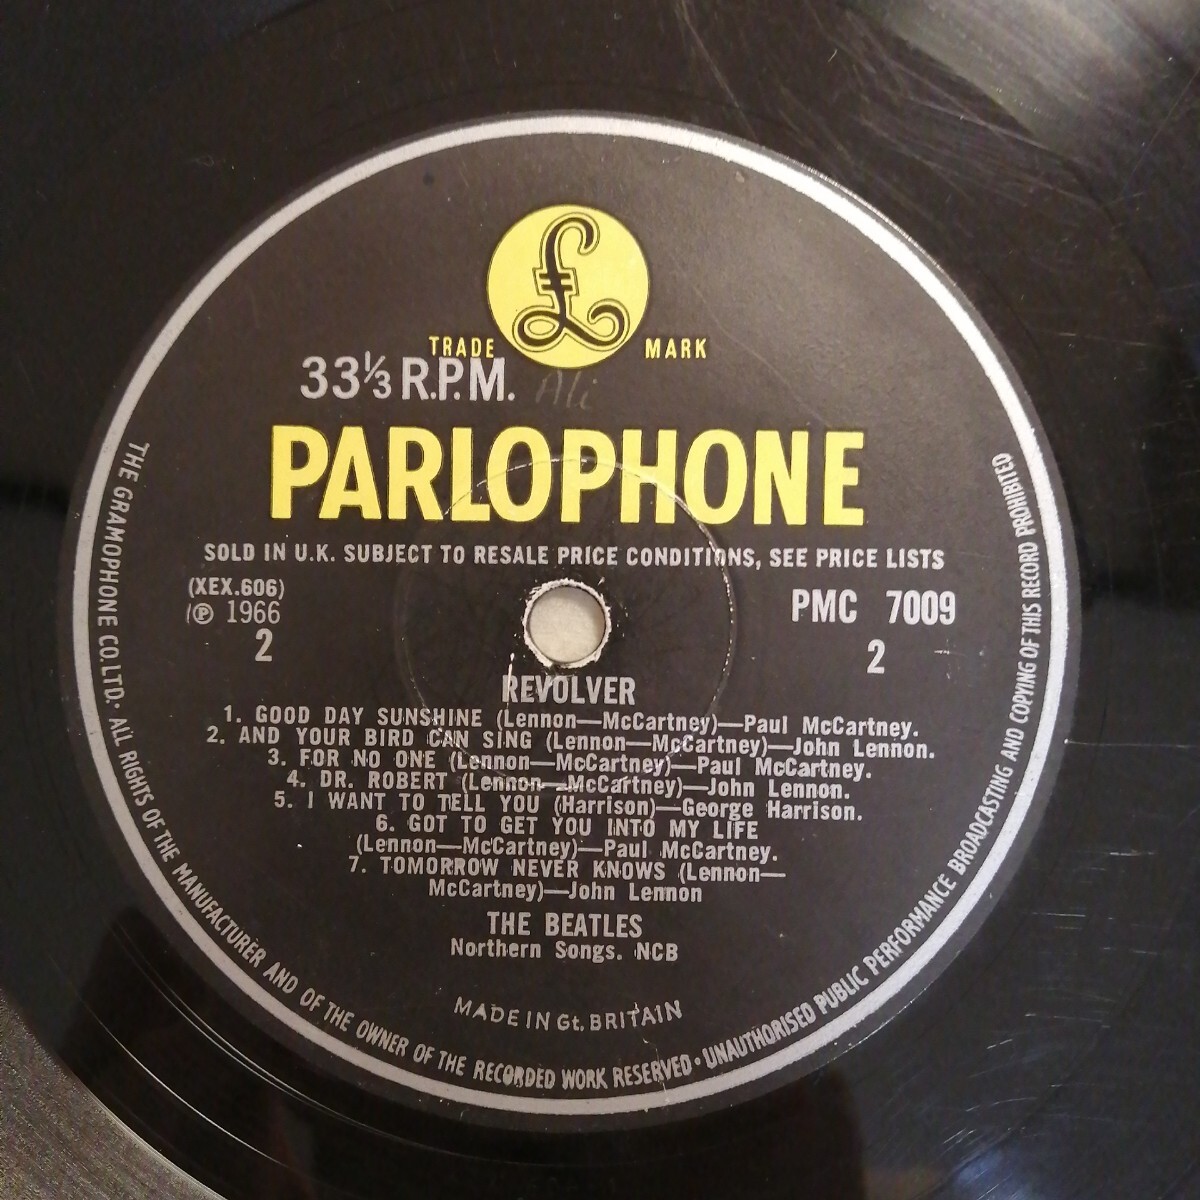 £
TRADE MARK
33⅓ R.P.M. Ali
PARLOPHONE
SOLD IN U.K. SUBJECT TO RESALE PRICE CONDITIONS, SEE PRICE LISTS
(XEX.606)
℗ 1966
2
PMC 7009
2
REVOLVER
1. GOOD DAY SUNSHINE (Lennon—McCartney)—Paul McCartney.
2. AND YOUR BIRD CAN SING (Lennon—McCartney)—John Lennon.
3. FOR NO ONE (Lennon—McCartney)—Paul McCartney.
4. DR. ROBERT (Lennon—McCartney)—John Lennon.
5. I WANT TO TELL YOU (Harrison)—George Harrison.
6. GOT TO GET YOU INTO MY LIFE
(Lennon—McCartney)—Paul McCartney.
7. TOMORROW NEVER KNOWS (Lennon—
McCartney)—John Lennon
THE BEATLES
Northern Songs. NCB
MADE IN Gt. BRITAIN
THE GRAMOPHONE CO. LTD. · ALL RIGHTS OF THE MANUFACTURER AND OF THE OWNER OF THE RECORDED WORK RESERVED · UNAUTHORISED PUBLIC PERFORMANCE BROADCASTING AND COPYING OF THIS RECORD PROHIBITED